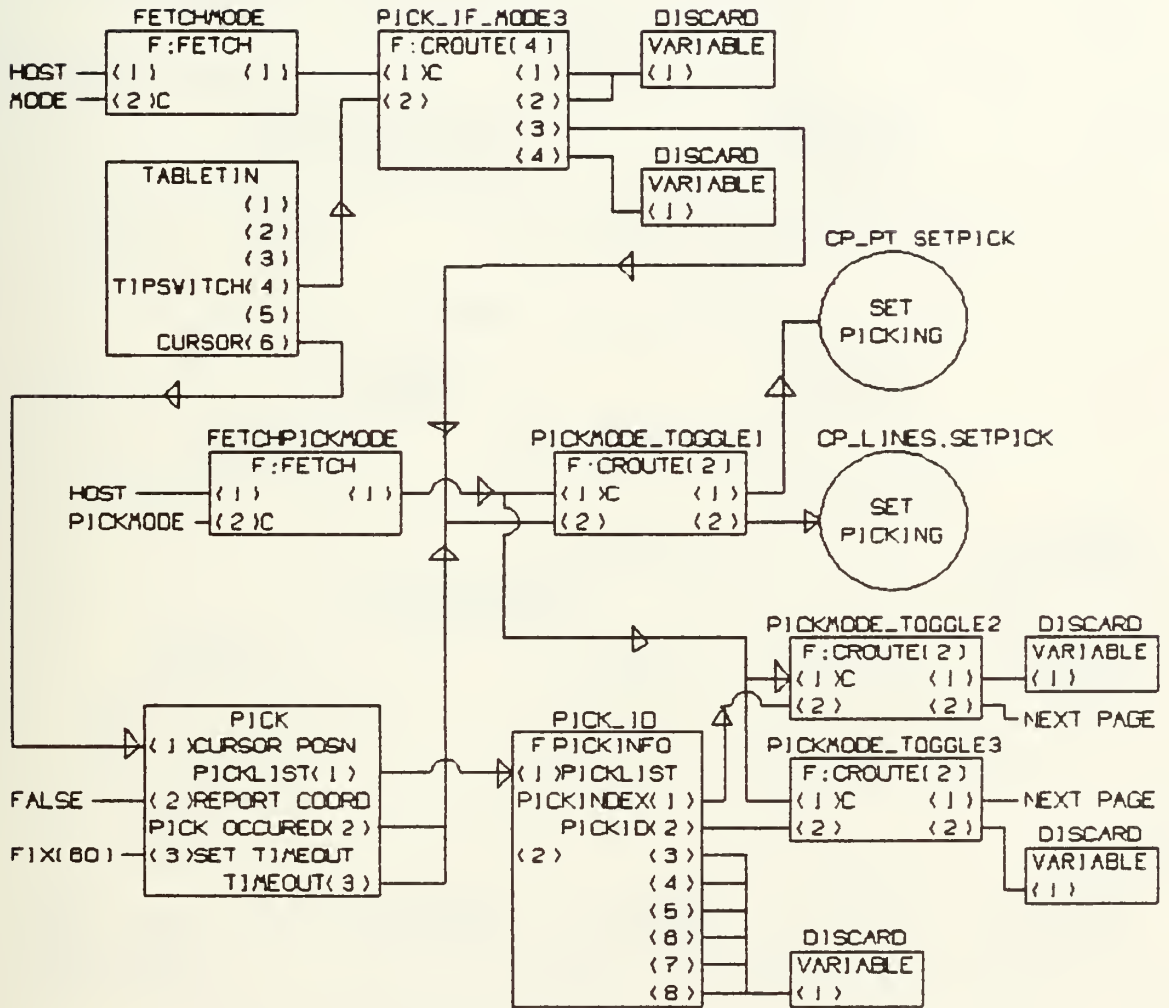 FETCHMODE
F:FETCH
HOST
<1> <1>
MODE
<2>C
PICK_IF_MODE3
F:CROUTE(4)
<1>C <1>
<2> <2>
<3>
<4>
DISCARD
VARIABLE
<1>
DISCARD
VARIABLE
<1>
TABLETIN
<1>
<2>
<3>
TIPSWITCH<4>
<5>
CURSOR<6>
CP_PT SETPICK
SET
PICKING
FETCHPICKMODE
F:FETCH
HOST
<1> <1>
PICKMODE
<2>C
PICKMODE_TOGGLE1
F:CROUTE(2)
<1>C <1>
<2> <2>
CP_LINES.SETPICK
SET
PICKING
PICKMODE_TOGGLE2
F:CROUTE(2)
<1>C <1>
<2> <2>
DISCARD
VARIABLE
<1>
NEXT PAGE
PICK
<1>CURSOR POSN
PICKLIST<1>
FALSE
<2>REPORT COORD
PICK OCCURED<2>
FIX(60)
<3>SET TIMEOUT
TIMEOUT<3>
PICK_ID
F PICKINFO
<1>PICKLIST
PICKINDEX<1>
PICKID<2>
<2> <3>
<4>
<5>
<6>
<7>
<8>
PICKMODE_TOGGLE3
F:CROUTE(2)
<1>C <1>
<2> <2>
NEXT PAGE
DISCARD
VARIABLE
<1>
DISCARD
VARIABLE
<1>